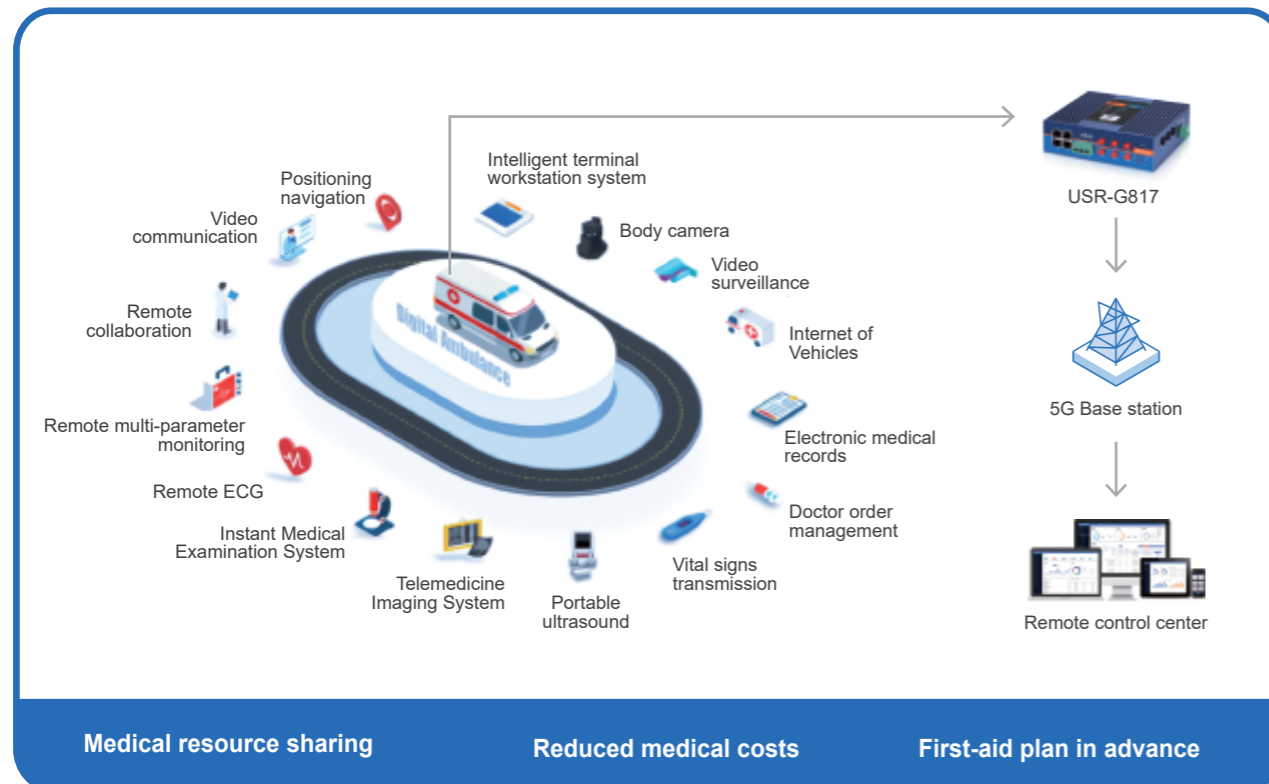 Intelligent terminal
workstation system
Positioning
navigation
USR-G817
Video
communication
Body camera
Video
surveillance
Remote
collaboration
Digital Ambulance
Internet of
Vehicles
5G Base station
Remote multi-parameter
monitoring
Electronic medical
records
Remote ECG
Doctor order
management
Instant Medical
Examination System
Vital signs
transmission
Telemedicine
Imaging System
Portable
ultrasound
Remote control center
Medical resource sharing
Reduced medical costs
First-aid plan in advance